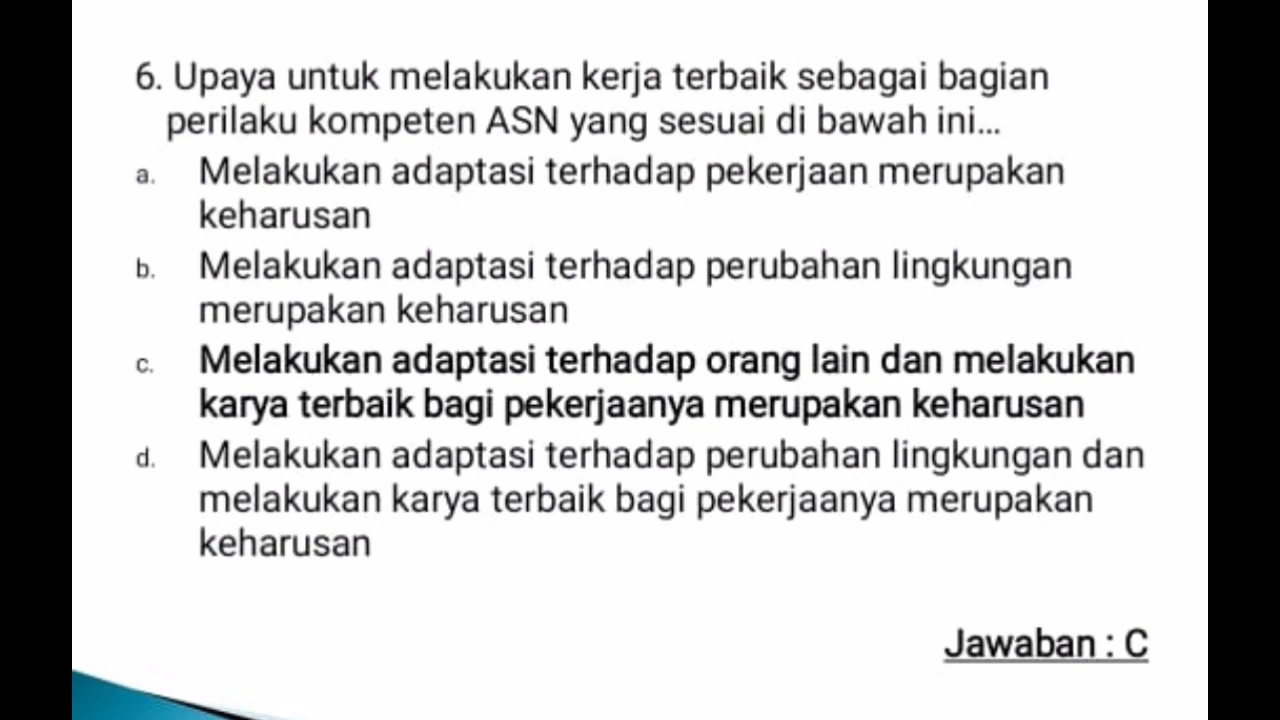 6. Upaya untuk melakukan kerja terbaik sebagai bagian
perilaku kompeten ASN yang sesuai di bawah ini...
a. Melakukan adaptasi terhadap pekerjaan merupakan
keharusan
b. Melakukan adaptasi terhadap perubahan lingkungan
merupakan keharusan
c. Melakukan adaptasi terhadap orang lain dan melakukan
karya terbaik bagi pekerjaanya merupakan keharusan
d. Melakukan adaptasi terhadap perubahan lingkungan dan
melakukan karya terbaik bagi pekerjaanya merupakan
keharusan
Jawaban : C